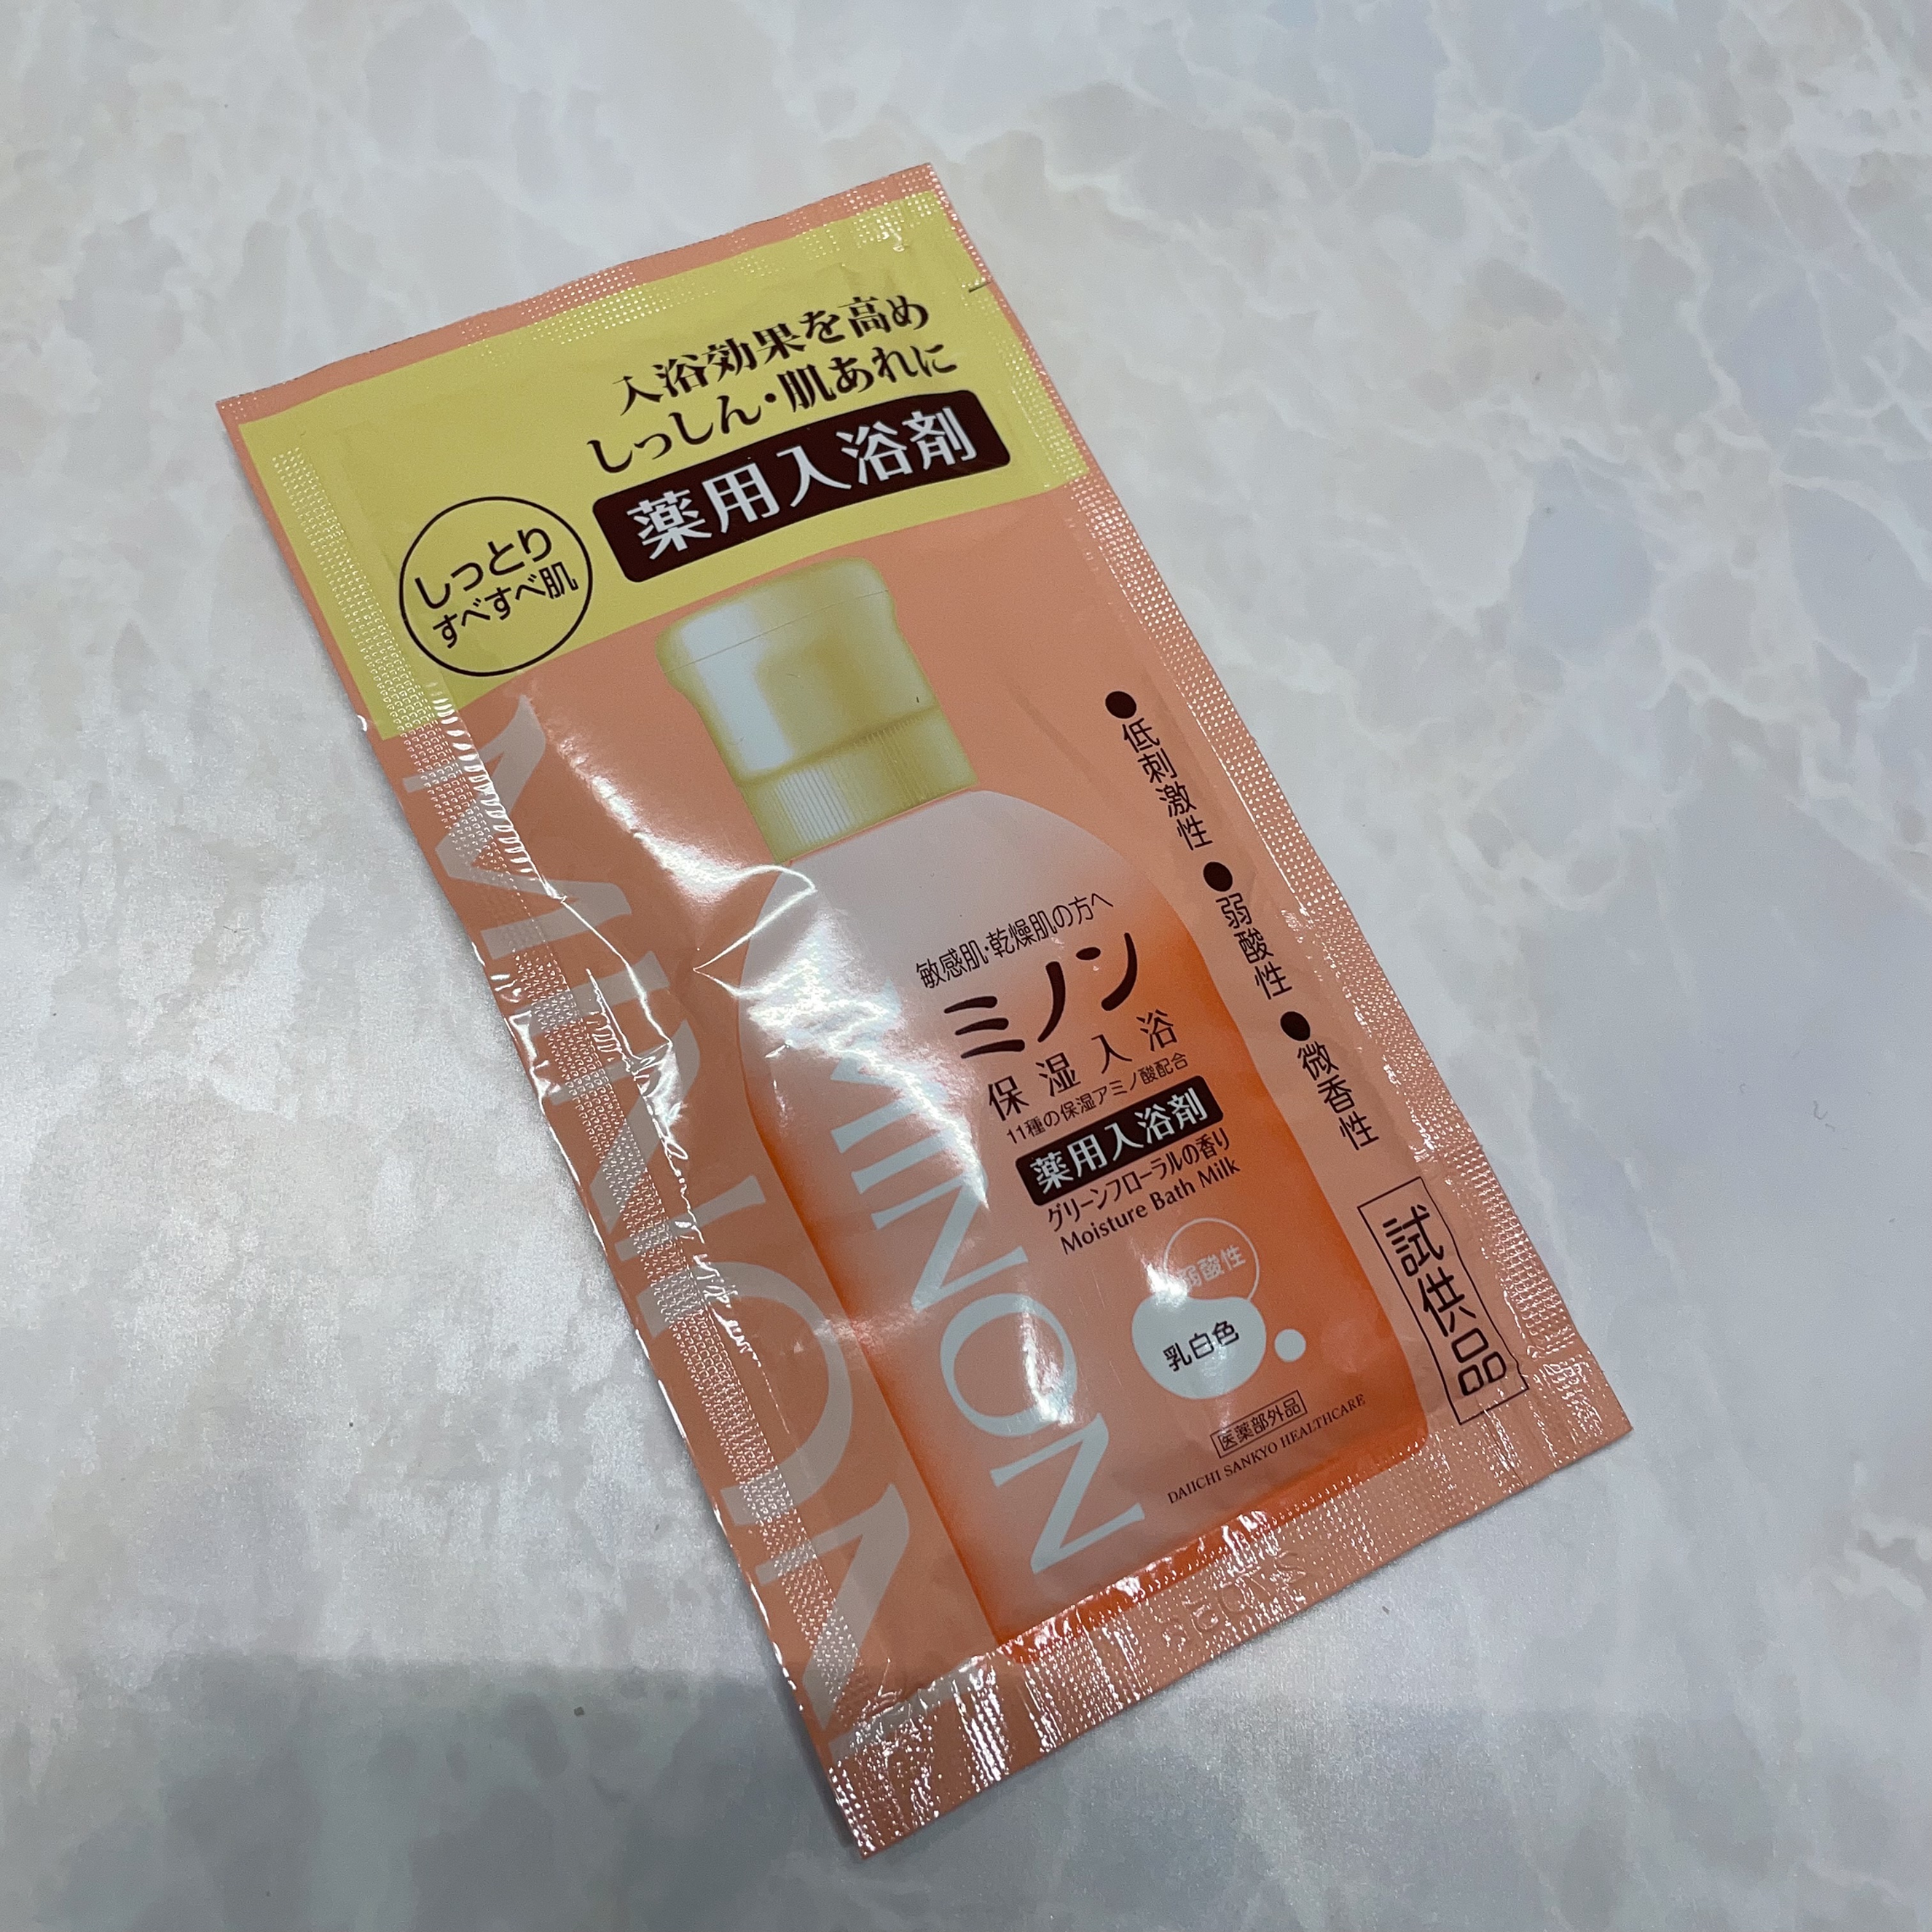 入浴効果を高め
しっしん・肌あれに
薬用入浴剤
しっとり
すべすべ肌
MINON
●低刺激性 ●弱酸性 ●微香性
敏感肌・乾燥肌の方へ
ミノン
保湿入浴
11種の保湿アミノ酸配合
薬用入浴剤
グリーンフローラルの香り
Moisture Bath Milk
MINON
弱酸性
乳白色
医薬部外品
DAIICHI SANKYO HEALTHCARE
試供品